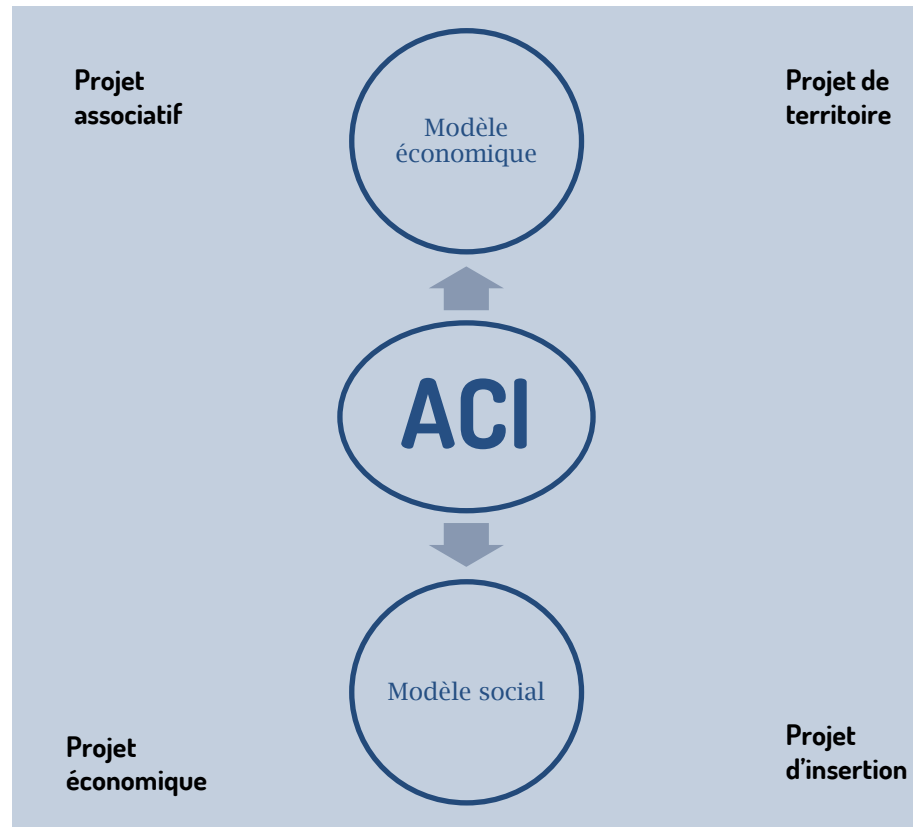 Projet
associatif
Projet de
territoire
Modèle
économique
ACI
Modèle social
Projet
économique
Projet
d'insertion